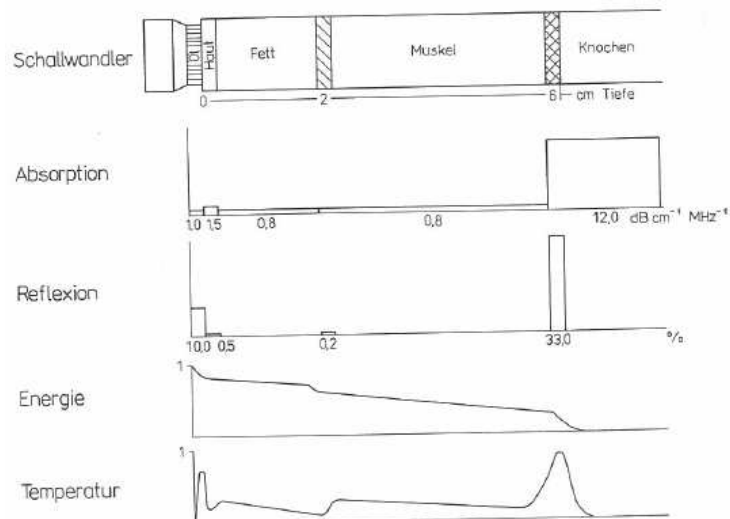 Schallwandler
Öl
Haut
Fett
Muskel
Knochen
0 2 6 cm Tiefe
Absorption
1,0 1,5 0,8 0,8 12,0 dB cm⁻¹ MHz⁻¹
Reflexion
10,0 0,5 0,2 33,0 %
1
Energie
1
Temperatur